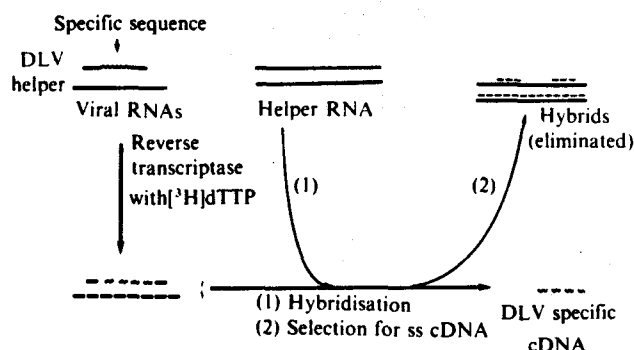 Specific sequence
DLV
helper
Viral RNAs
Helper RNA
Hybrids
(eliminated)
Reverse
transcriptase
with[³H]dTTP
(1)
(2)
(1) Hybridisation
(2) Selection for ss cDNA
DLV specific
cDNA